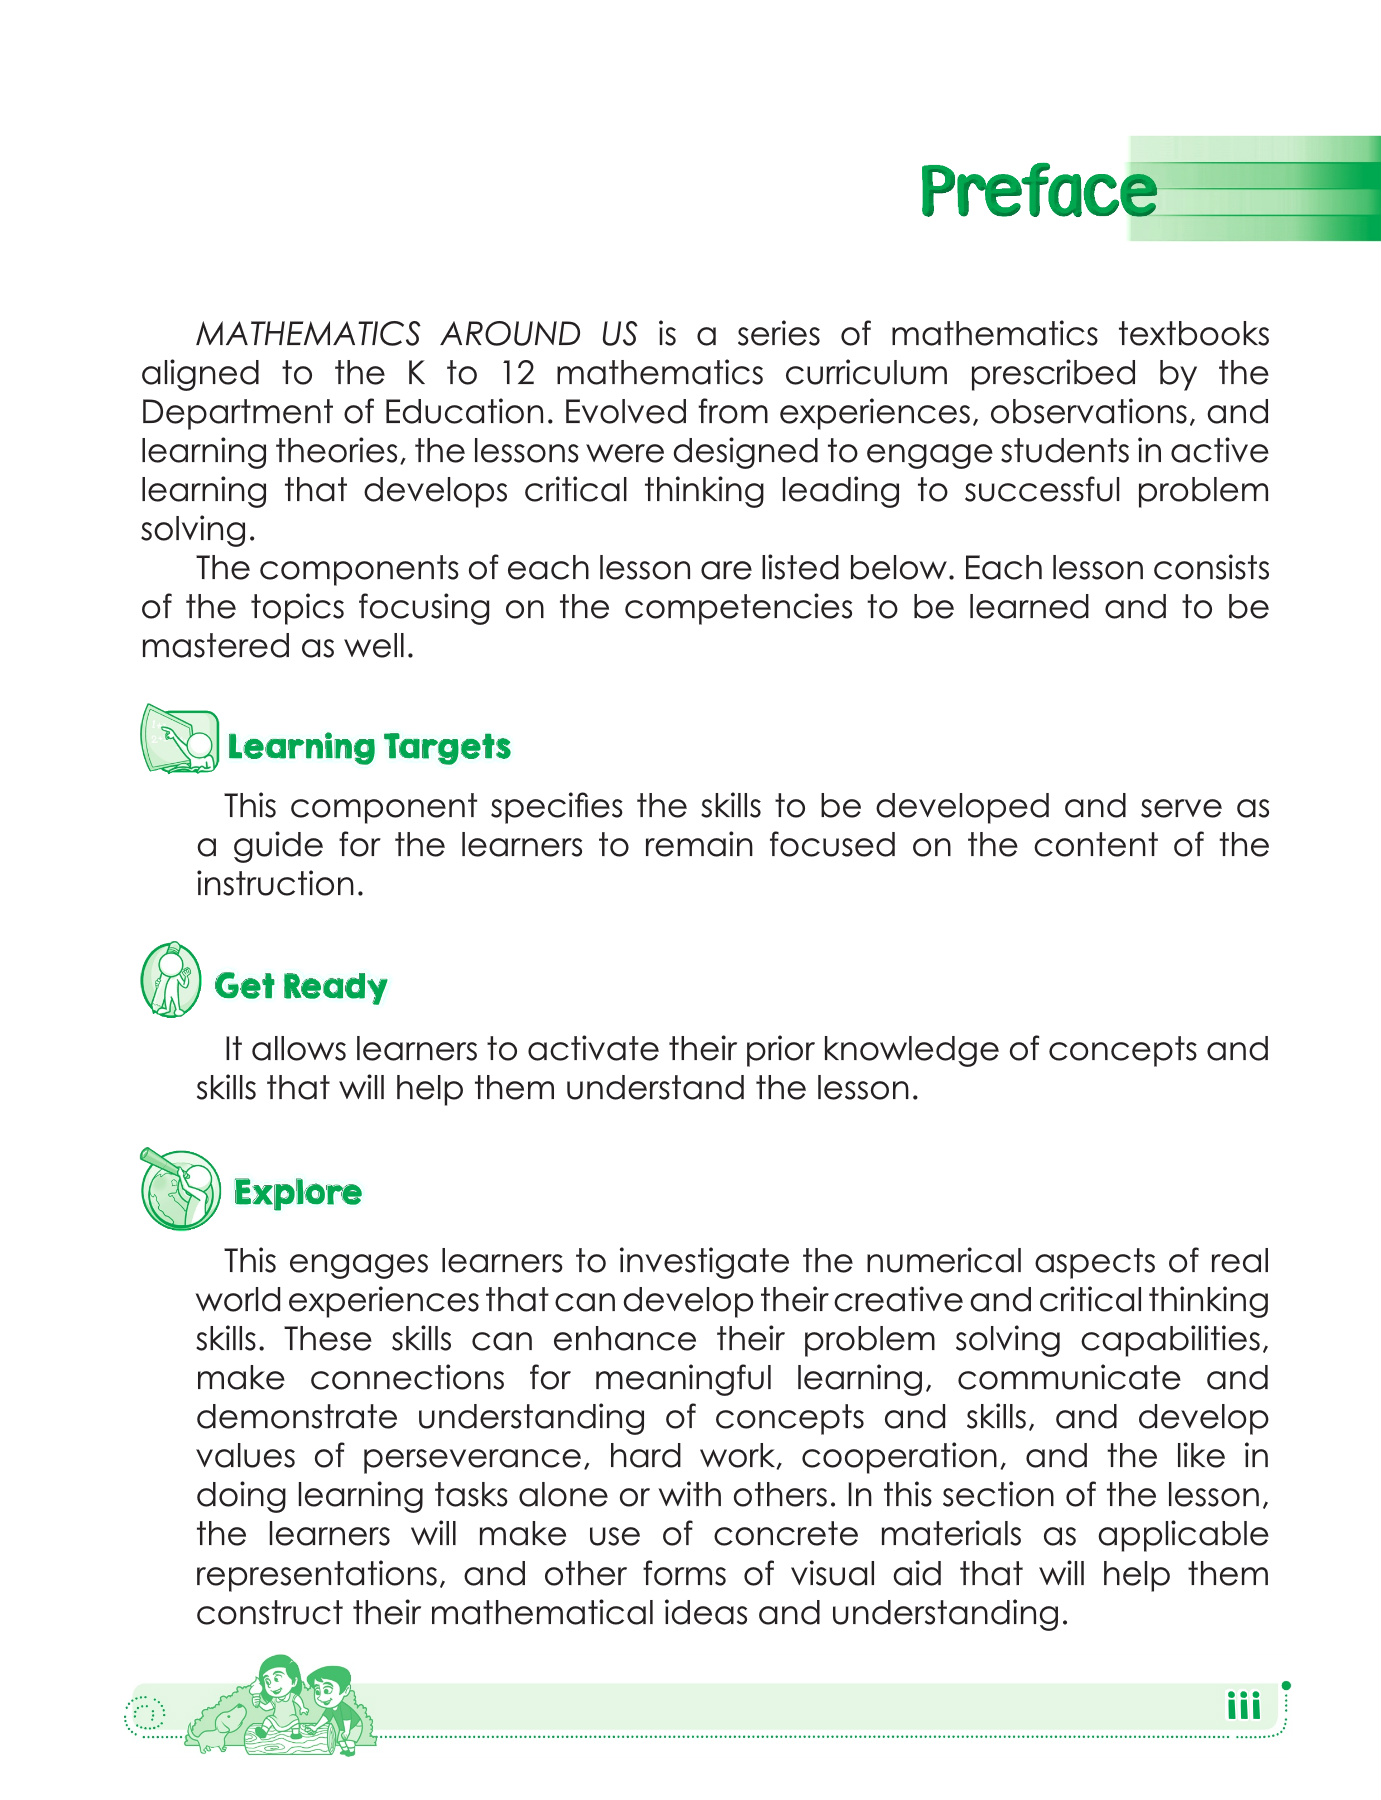 Preface
MATHEMATICS AROUND US is a series of mathematics textbooks
aligned to the K to 12 mathematics curriculum prescribed by the
Department of Education. Evolved from experiences, observations, and
learning theories, the lessons were designed to engage students in active
learning that develops critical thinking leading to successful problem
solving.
The components of each lesson are listed below. Each lesson consists
of the topics focusing on the competencies to be learned and to be
mastered as well.
Learning Targets
This component specifies the skills to be developed and serve as
a guide for the learners to remain focused on the content of the
instruction.
Get Ready
It allows learners to activate their prior knowledge of concepts and
skills that will help them understand the lesson.
Explore
This engages learners to investigate the numerical aspects of real
world experiences that can develop their creative and critical thinking
skills. These skills can enhance their problem solving capabilities,
make connections for meaningful learning, communicate and
demonstrate understanding of concepts and skills, and develop
values of perseverance, hard work, cooperation, and the like in
doing learning tasks alone or with others. In this section of the lesson,
the learners will make use of concrete materials as applicable
representations, and other forms of visual aid that will help them
construct their mathematical ideas and understanding.
iii